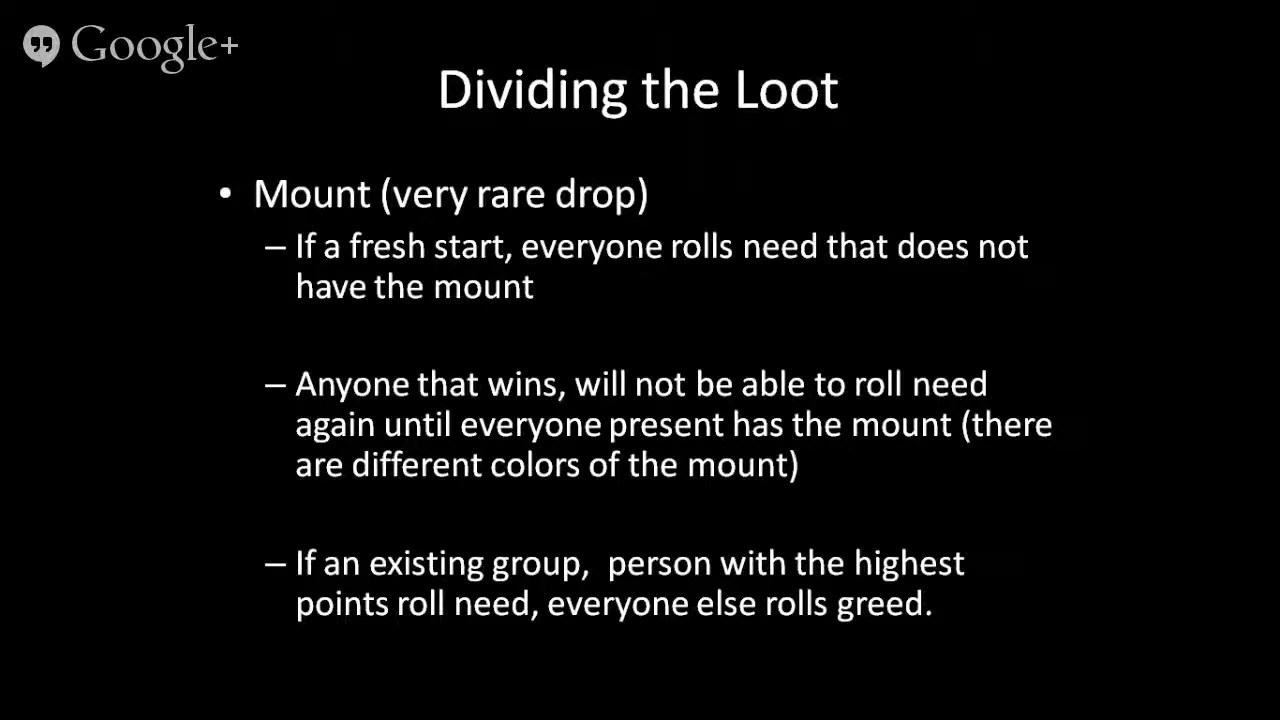 Google+
Dividing the Loot
• Mount (very rare drop)
– If a fresh start, everyone rolls need that does not
have the mount
– Anyone that wins, will not be able to roll need
again until everyone present has the mount (there
are different colors of the mount)
– If an existing group,  person with the highest
points roll need, everyone else rolls greed.